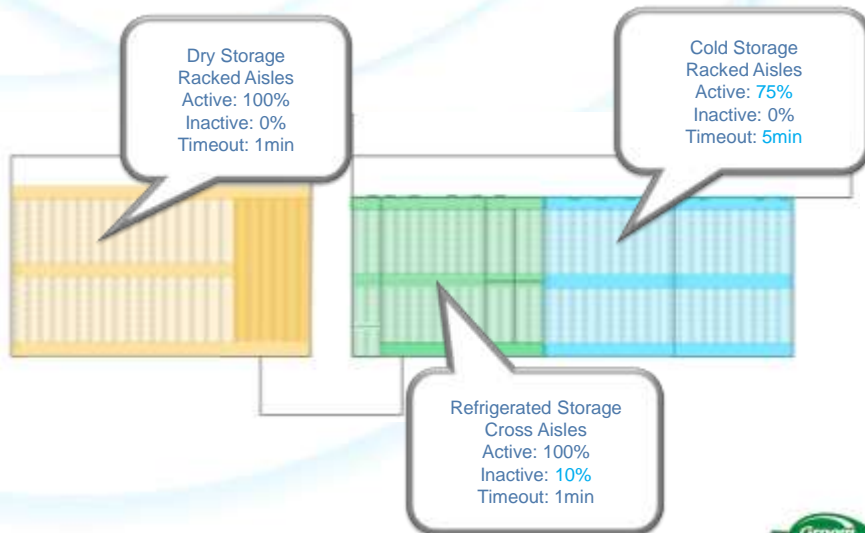 Dry Storage
Racked Aisles
Active: 100%
Inactive: 0%
Timeout: 1min
Cold Storage
Racked Aisles
Active: 75%
Inactive: 0%
Timeout: 5min
Refrigerated Storage
Cross Aisles
Active: 100%
Inactive: 10%
Timeout: 1min